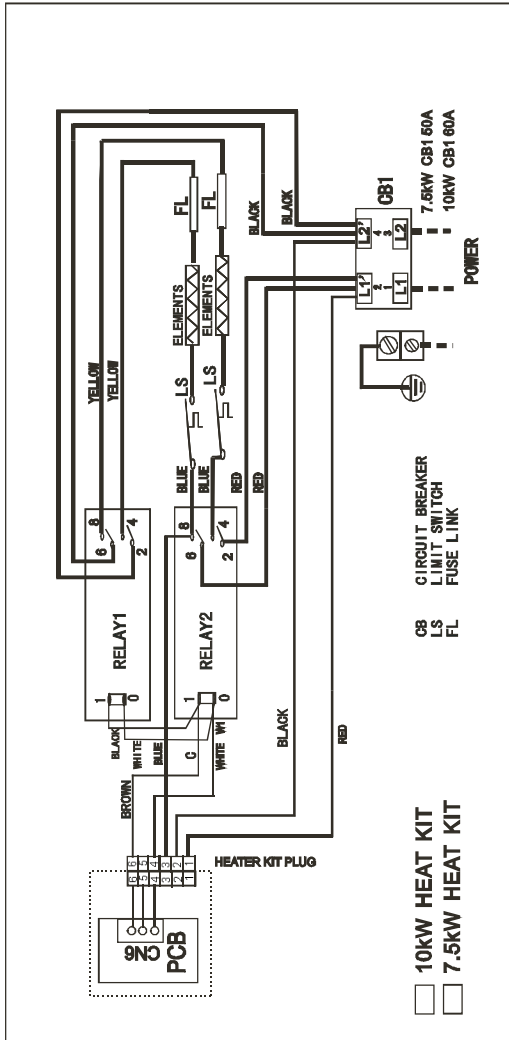 YELLOW
YELLOW
FL
FL
ELEMENTS
ELEMENTS
LS
LS
BLUE
BLUE
RED
RED
BLACK
BLACK
CB1
L2' 4 3 L2
L1' 2 1 L1
7.5kW CB1 50A
10kW CB1 60A
POWER
RELAY1
8
6
4
2
1
0
RELAY2
8
6
4
2
1
0
BLACK
WHITE
BLUE
BROWN
C
WHITE
W1
BLACK
RED
CB CIRCUIT BREAKER
LS LIMIT SWITCH
FL FUSE LINK
HEATER KIT PLUG
6 6
5 5
4 4
3 3
2 2
1 1
CN6
PCB
10kW HEAT KIT
7.5kW HEAT KIT